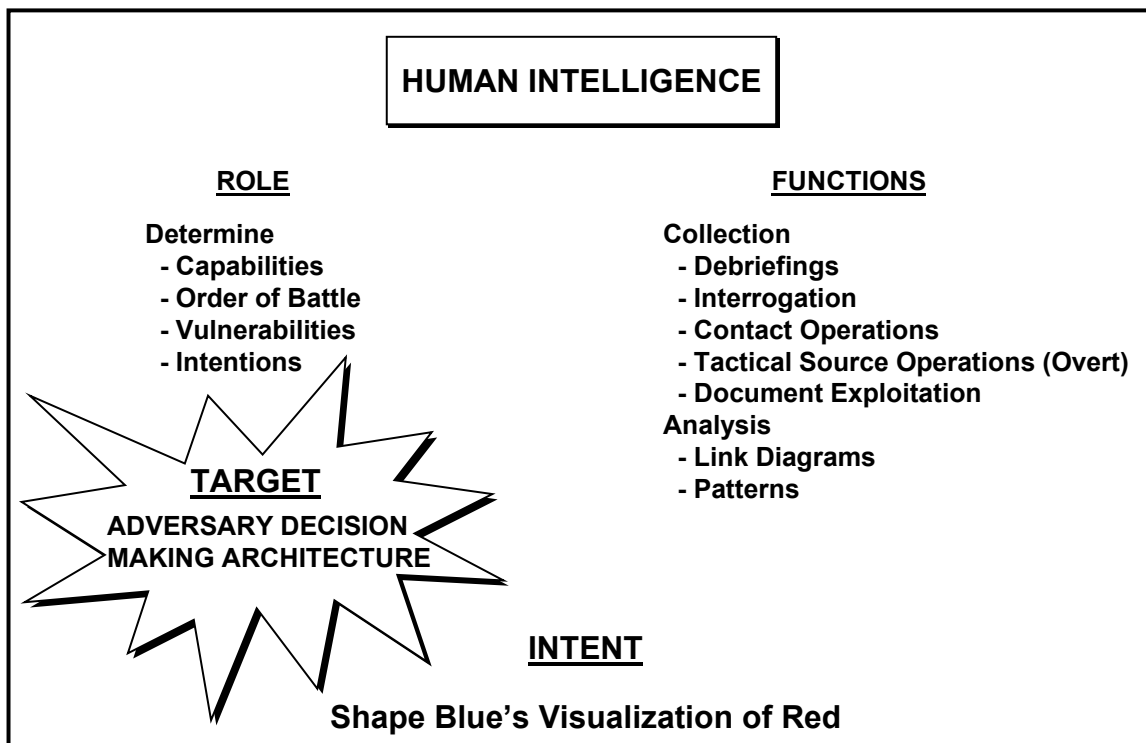 HUMAN INTELLIGENCE
ROLE
Determine
- Capabilities
- Order of Battle
- Vulnerabilities
- Intentions
FUNCTIONS
Collection
- Debriefings
- Interrogation
- Contact Operations
- Tactical Source Operations (Overt)
- Document Exploitation
Analysis
- Link Diagrams
- Patterns
TARGET
ADVERSARY DECISION
MAKING ARCHITECTURE
INTENT
Shape Blue's Visualization of Red